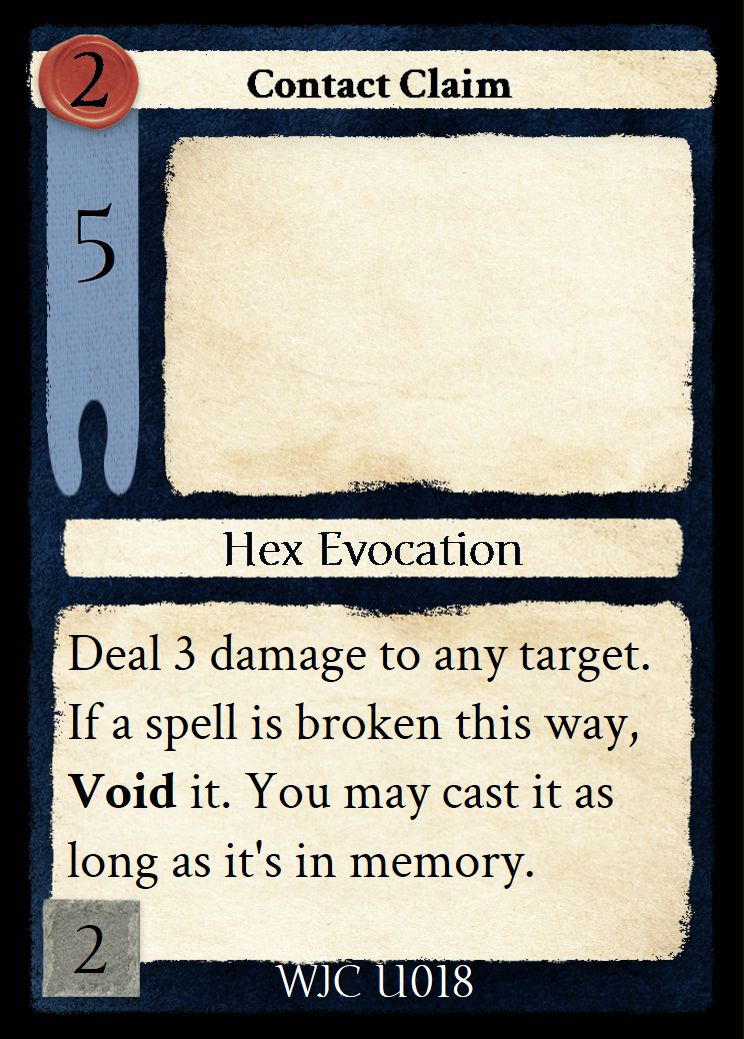 2
Contact Claim
5
Hex Evocation
Deal 3 damage to any target.
If a spell is broken this way,
Void it. You may cast it as
long as it's in memory.
2
WJC U018